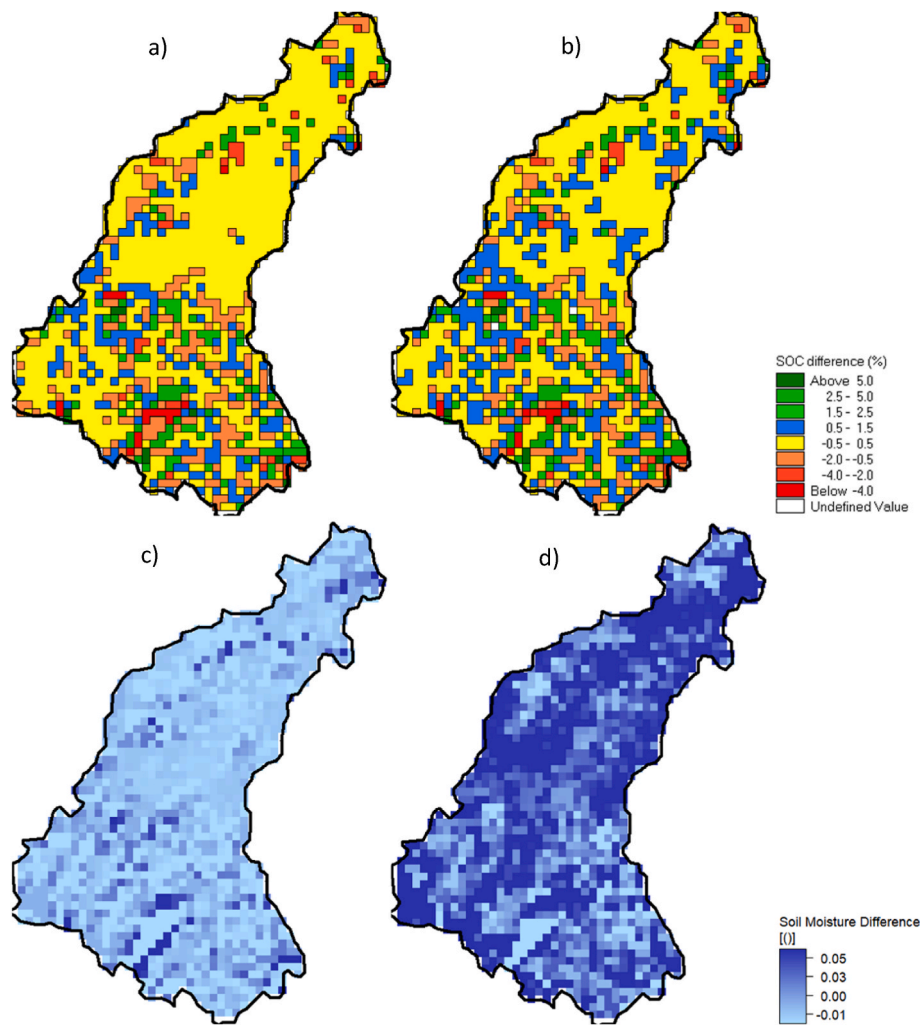 a)
b)
SOC difference (%)
Above 5.0
2.5 - 5.0
1.5 - 2.5
0.5 - 1.5
-0.5 - 0.5
-2.0 --0.5
-4.0 --2.0
Below -4.0
Undefined Value
c)
d)
Soil Moisture Difference
[()]
0.05
0.03
0.00
-0.01